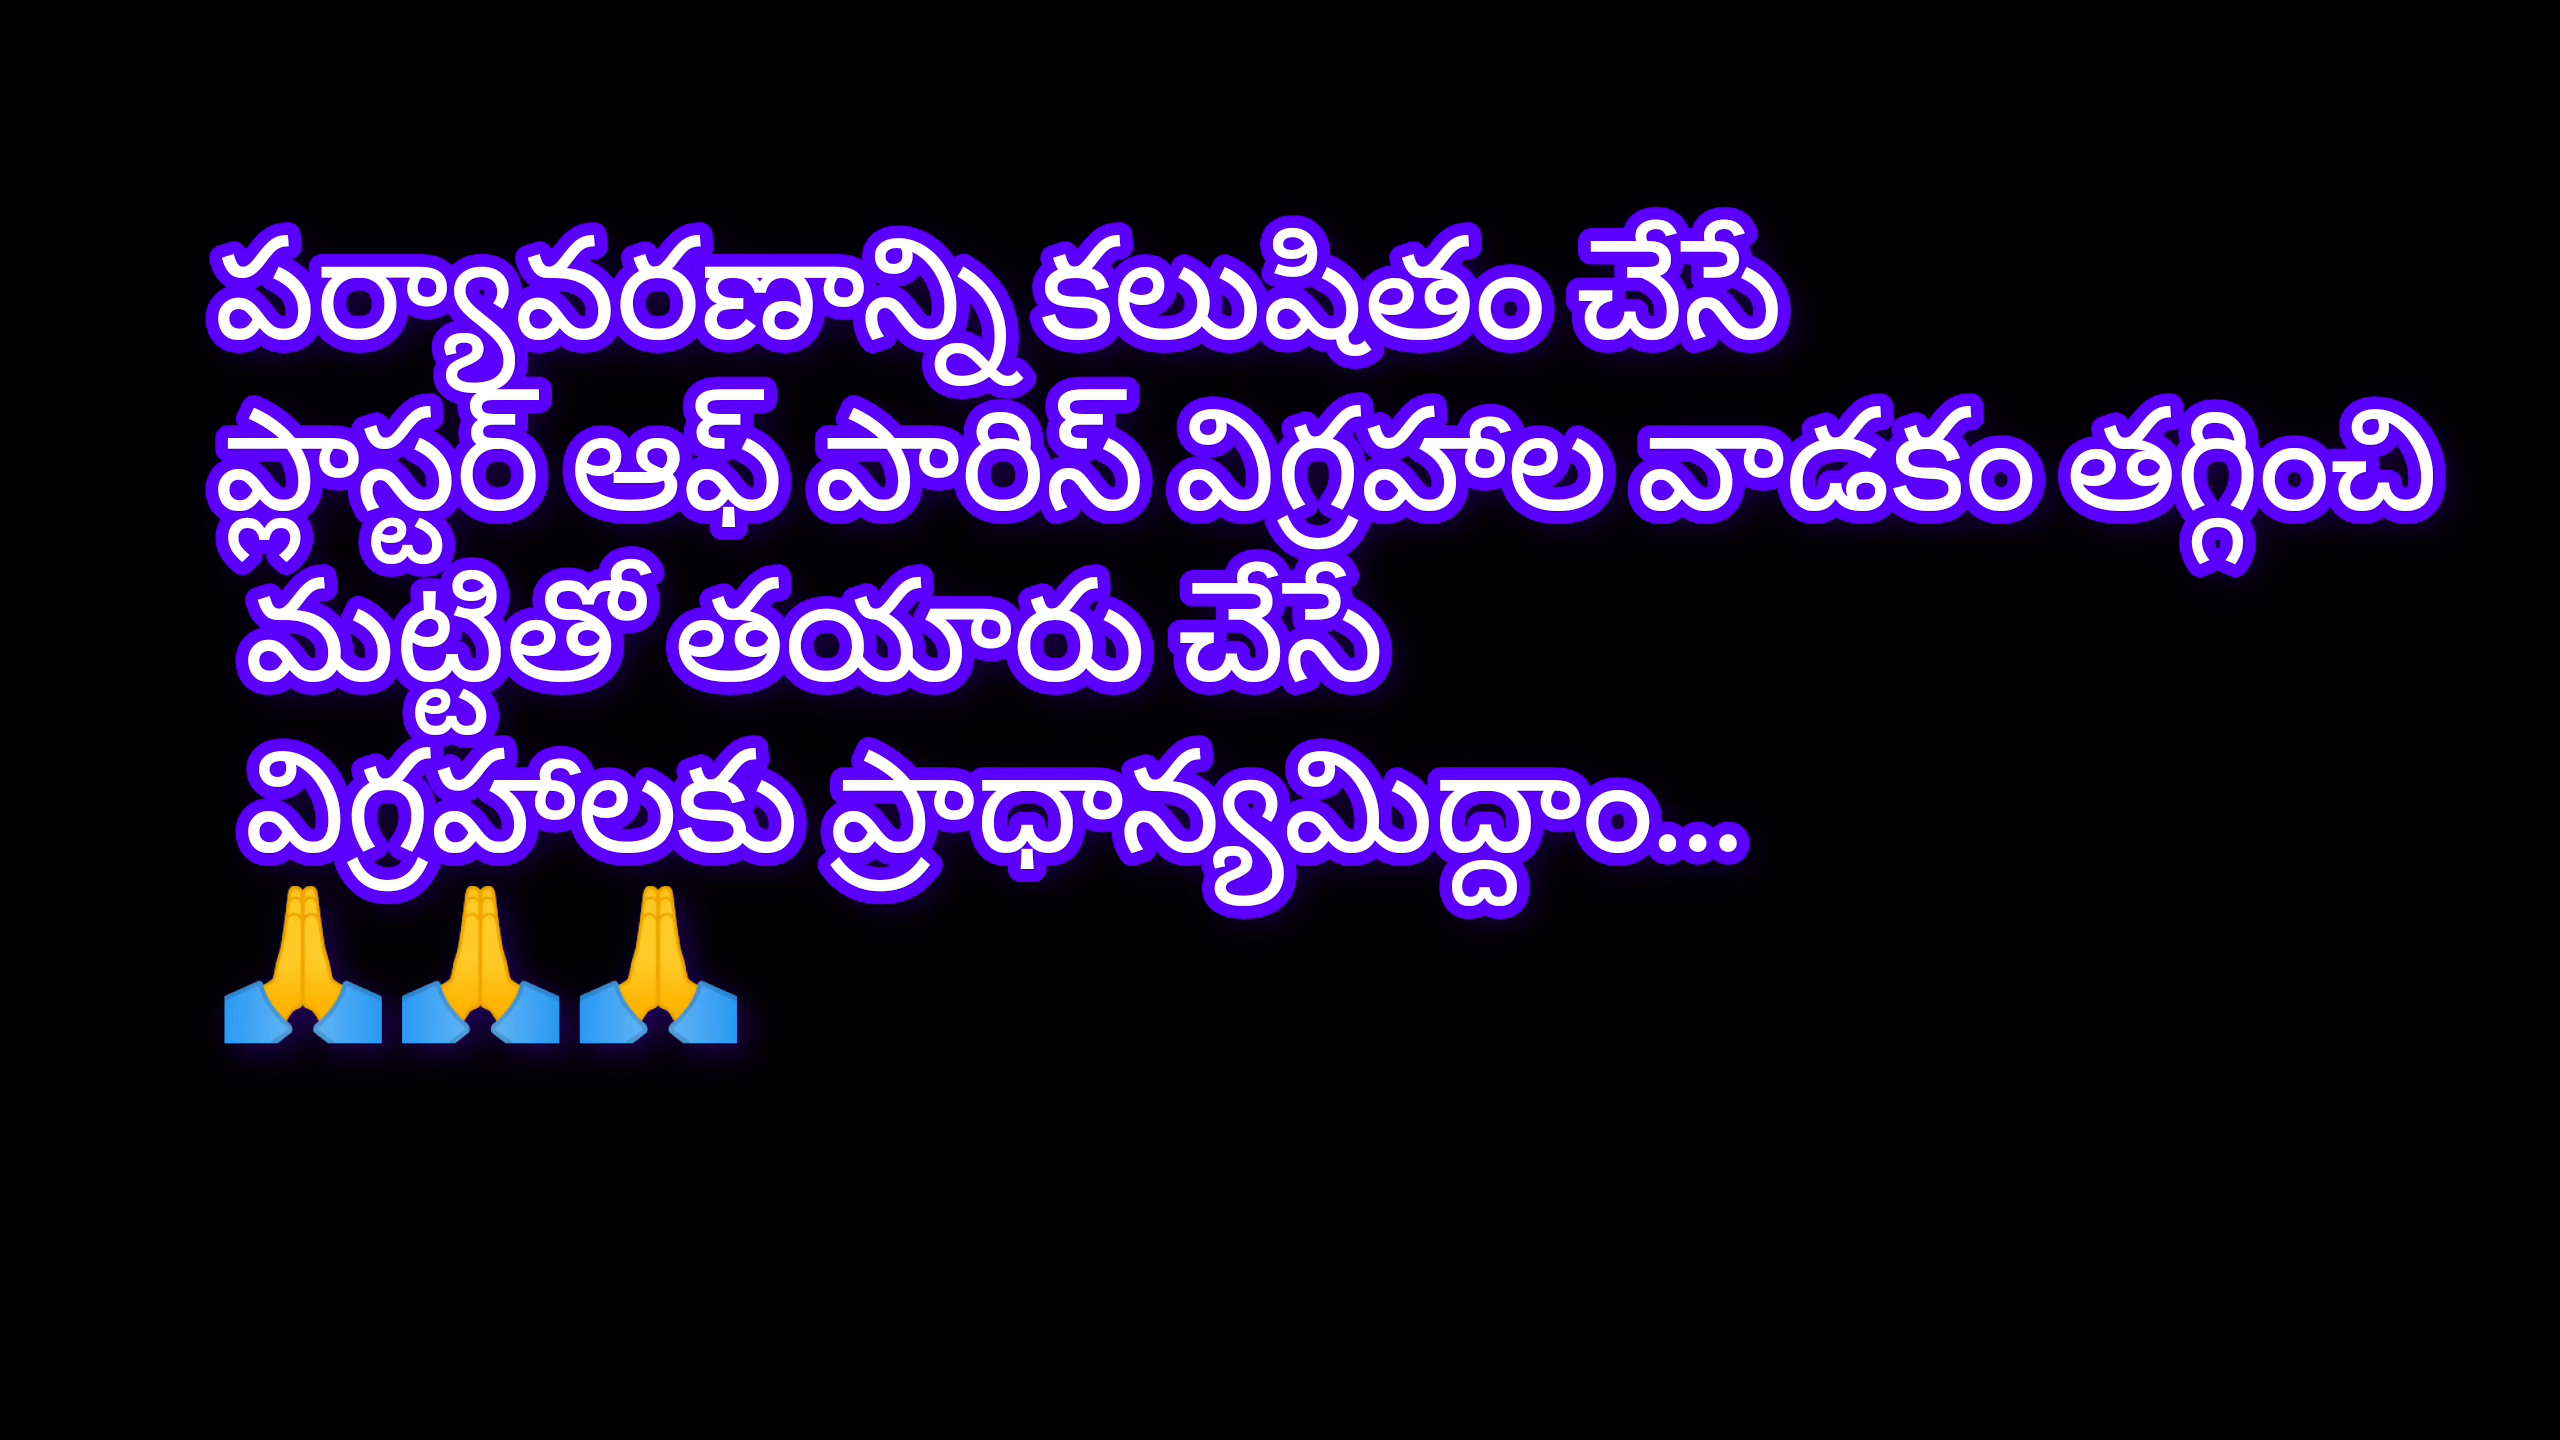 పర్యావరణాన్ని కలుషితం చేసే
ప్లాస్టర్ ఆఫ్ పారిస్ విగ్రహాల వాడకం తగ్గించి
మట్టితో తయారు చేసే
విగ్రహాలకు ప్రాధాన్యమిద్దాం...
🙏🙏🙏